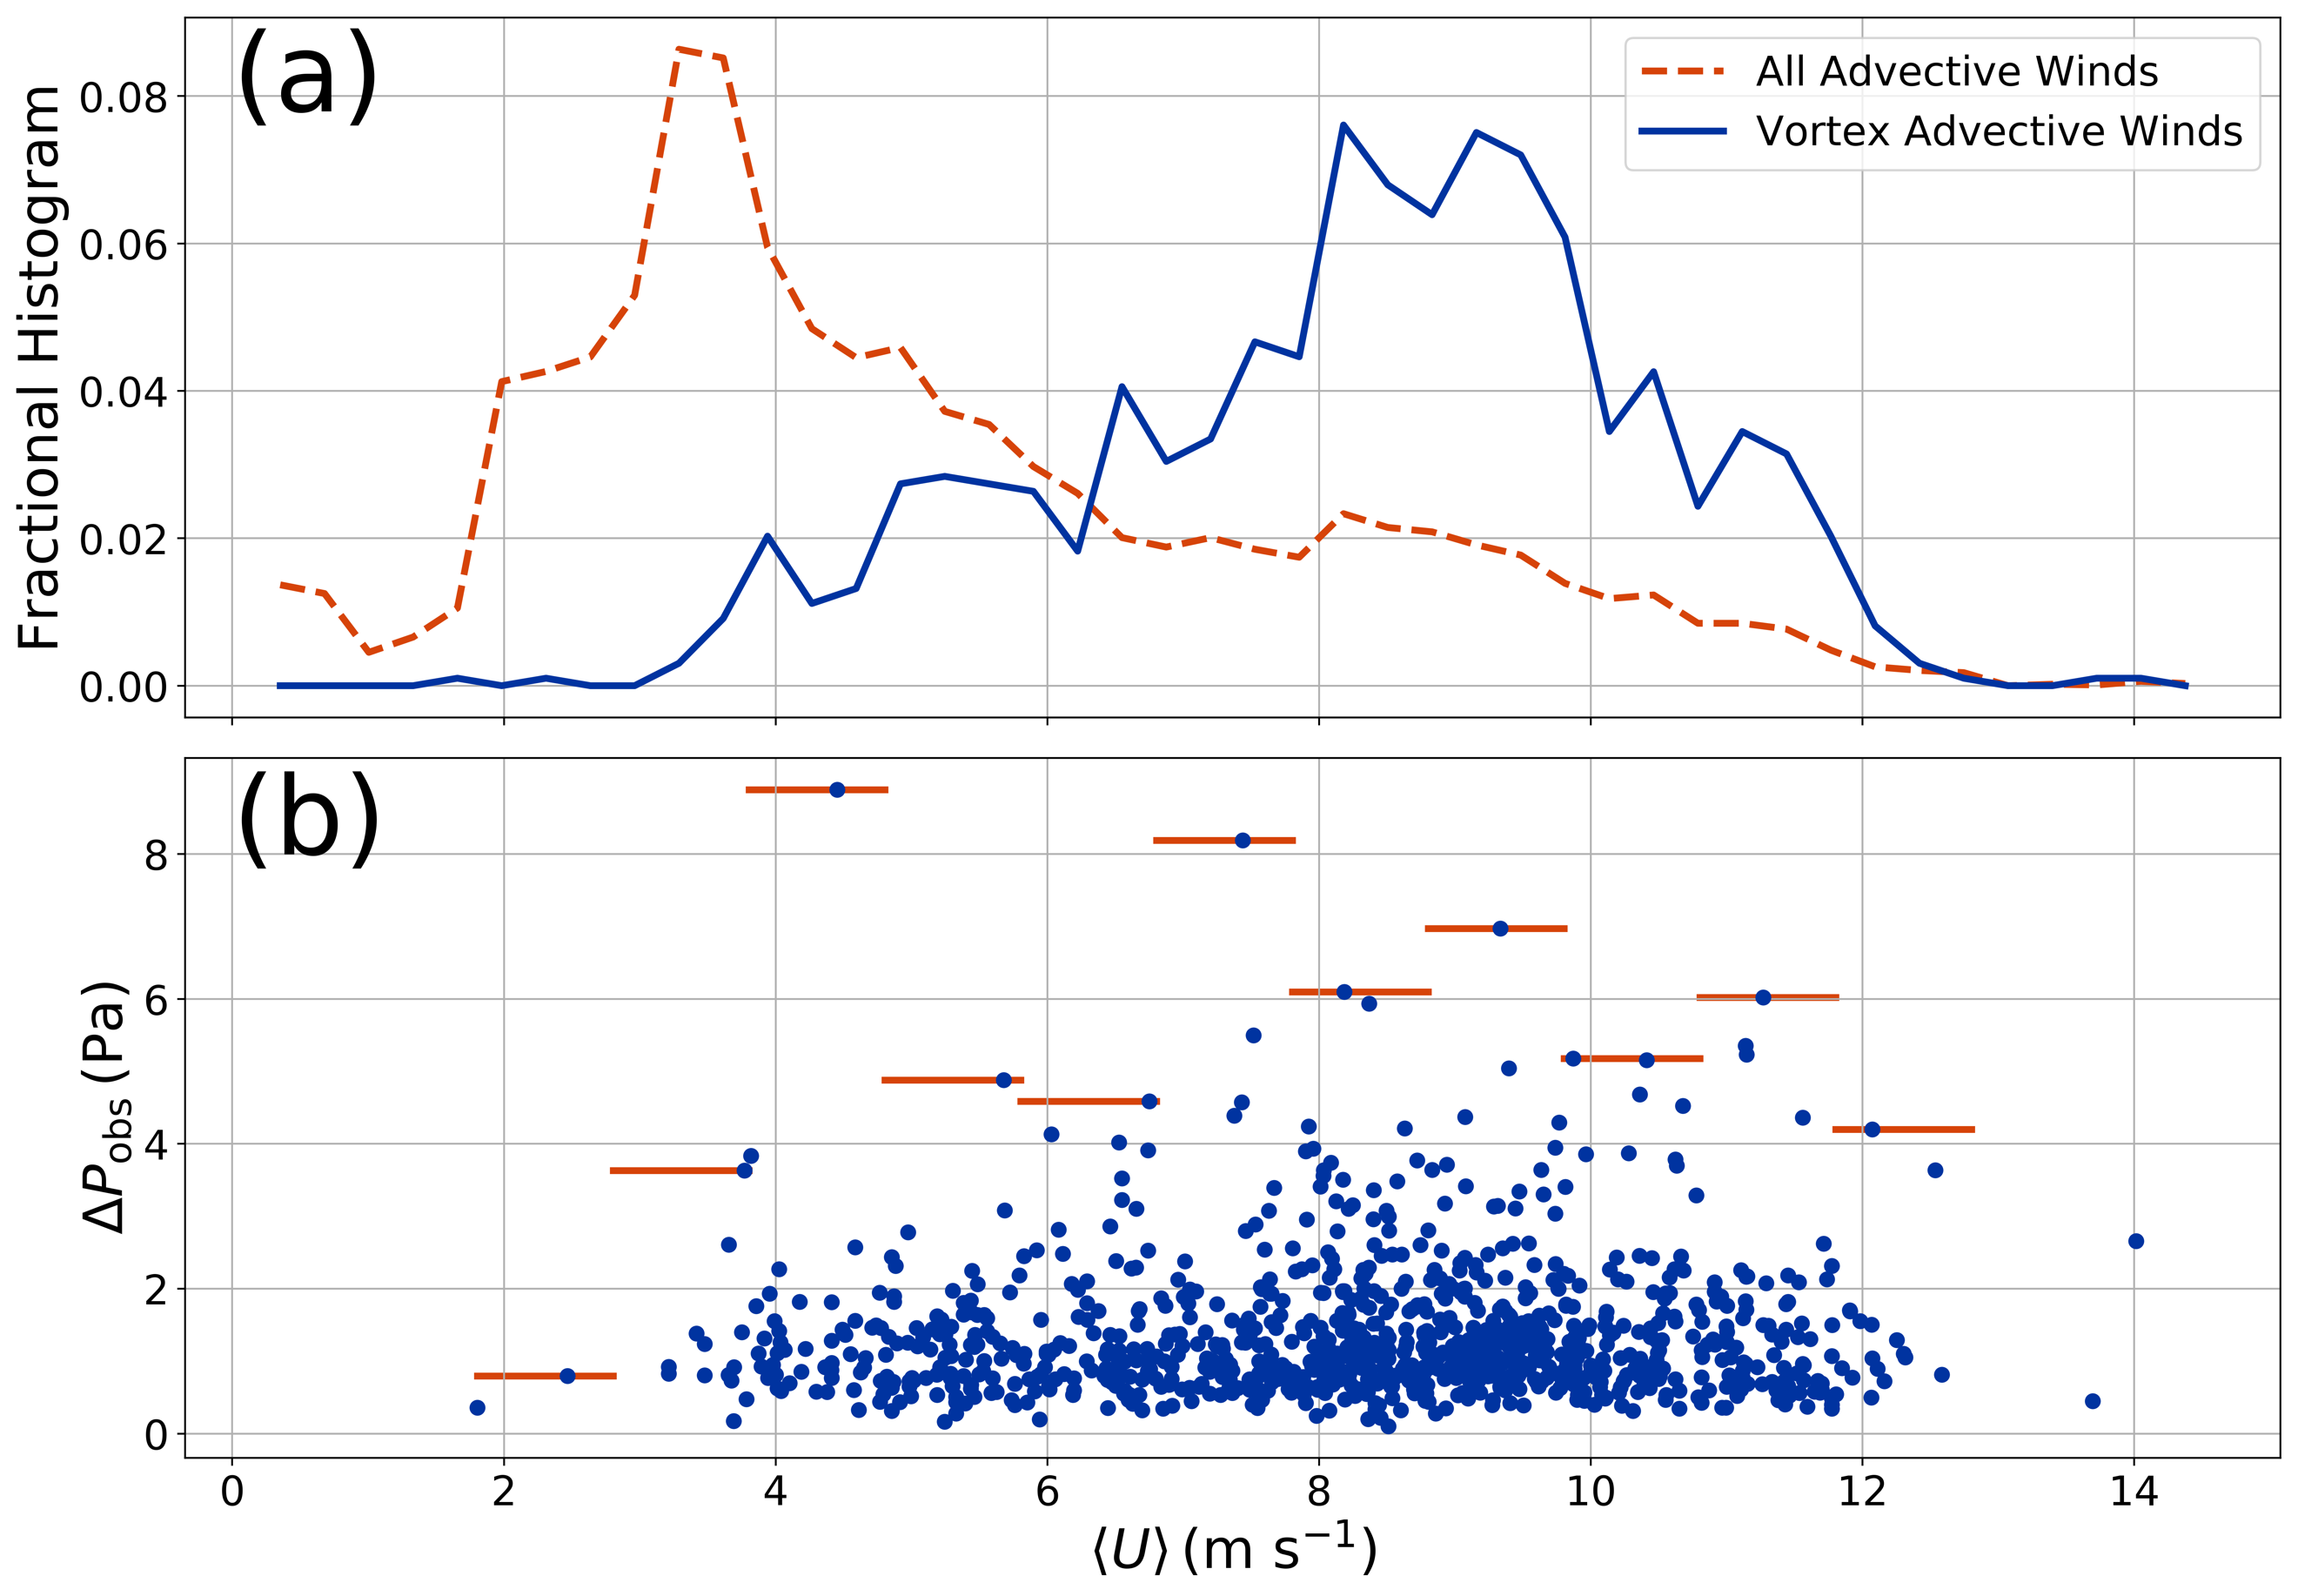 (a)
Fractional Histogram
0.08
0.06
0.04
0.02
0.00
All Advective Winds
Vortex Advective Winds
(b)
ΔP_obs (Pa)
8
6
4
2
0
0 2 4 6 8 10 12 14
⟨U⟩ (m s⁻¹)